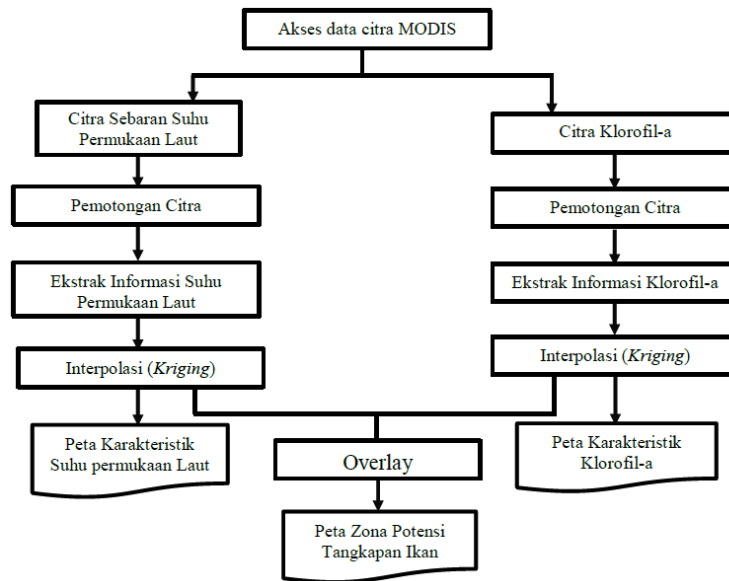 Akses data citra MODIS
Citra Sebaran Suhu
Permukaan Laut
Citra Klorofil-a
Pemotongan Citra
Pemotongan Citra
Ekstrak Informasi Suhu
Permukaan Laut
Ekstrak Informasi Klorofil-a
Interpolasi (Kriging)
Interpolasi (Kriging)
Peta Karakteristik
Suhu permukaan Laut
Overlay
Peta Karakteristik
Klorofil-a
Peta Zona Potensi
Tangkapan Ikan